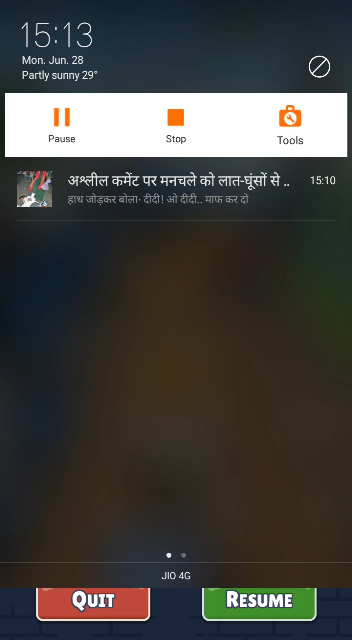 15:13
Mon. Jun. 28
Partly sunny 29°
Pause
Stop
Tools
अश्लील कमेंट पर मनचले को लात-घूंसों से ..
15:10
हाथ जोड़कर बोला- दीदी! ओ दीदी.. माफ कर दो
JIO 4G
QUIT
RESUME